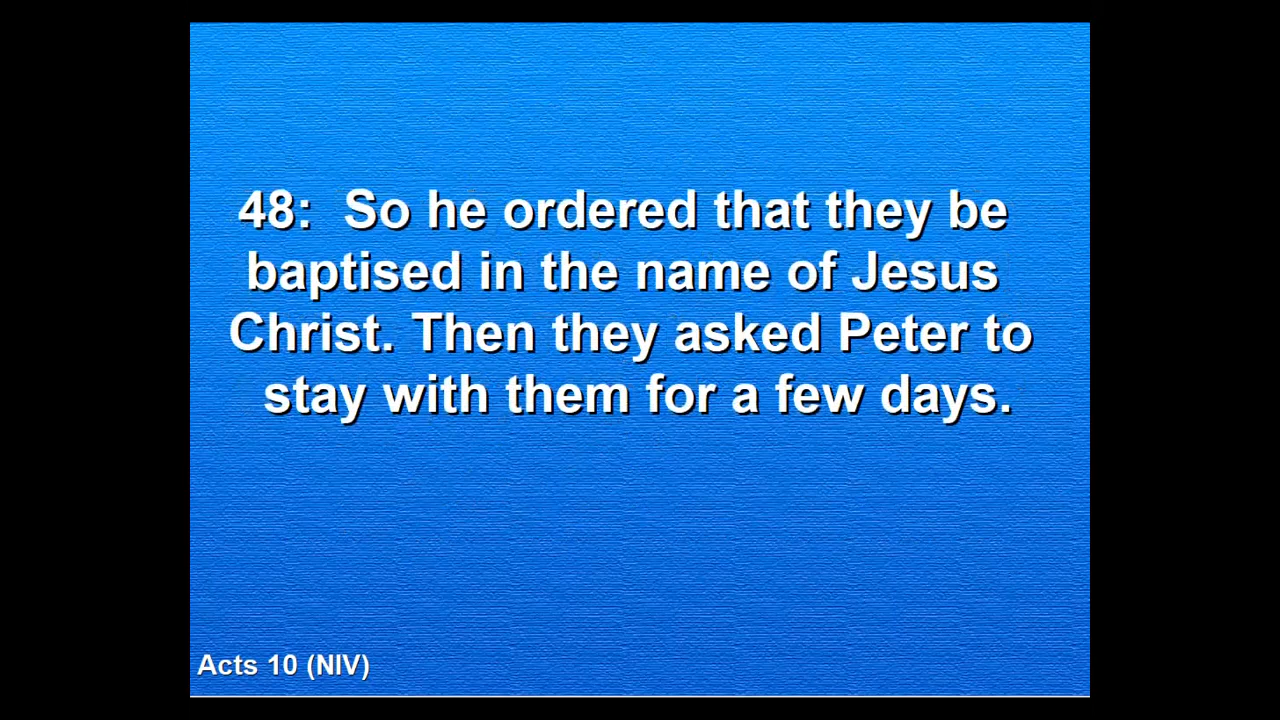 48:  So he ordered that they be
baptised in the name of Jesus
Christ. Then they asked Peter to
stay with them for a few days.
Acts 10 (NIV)